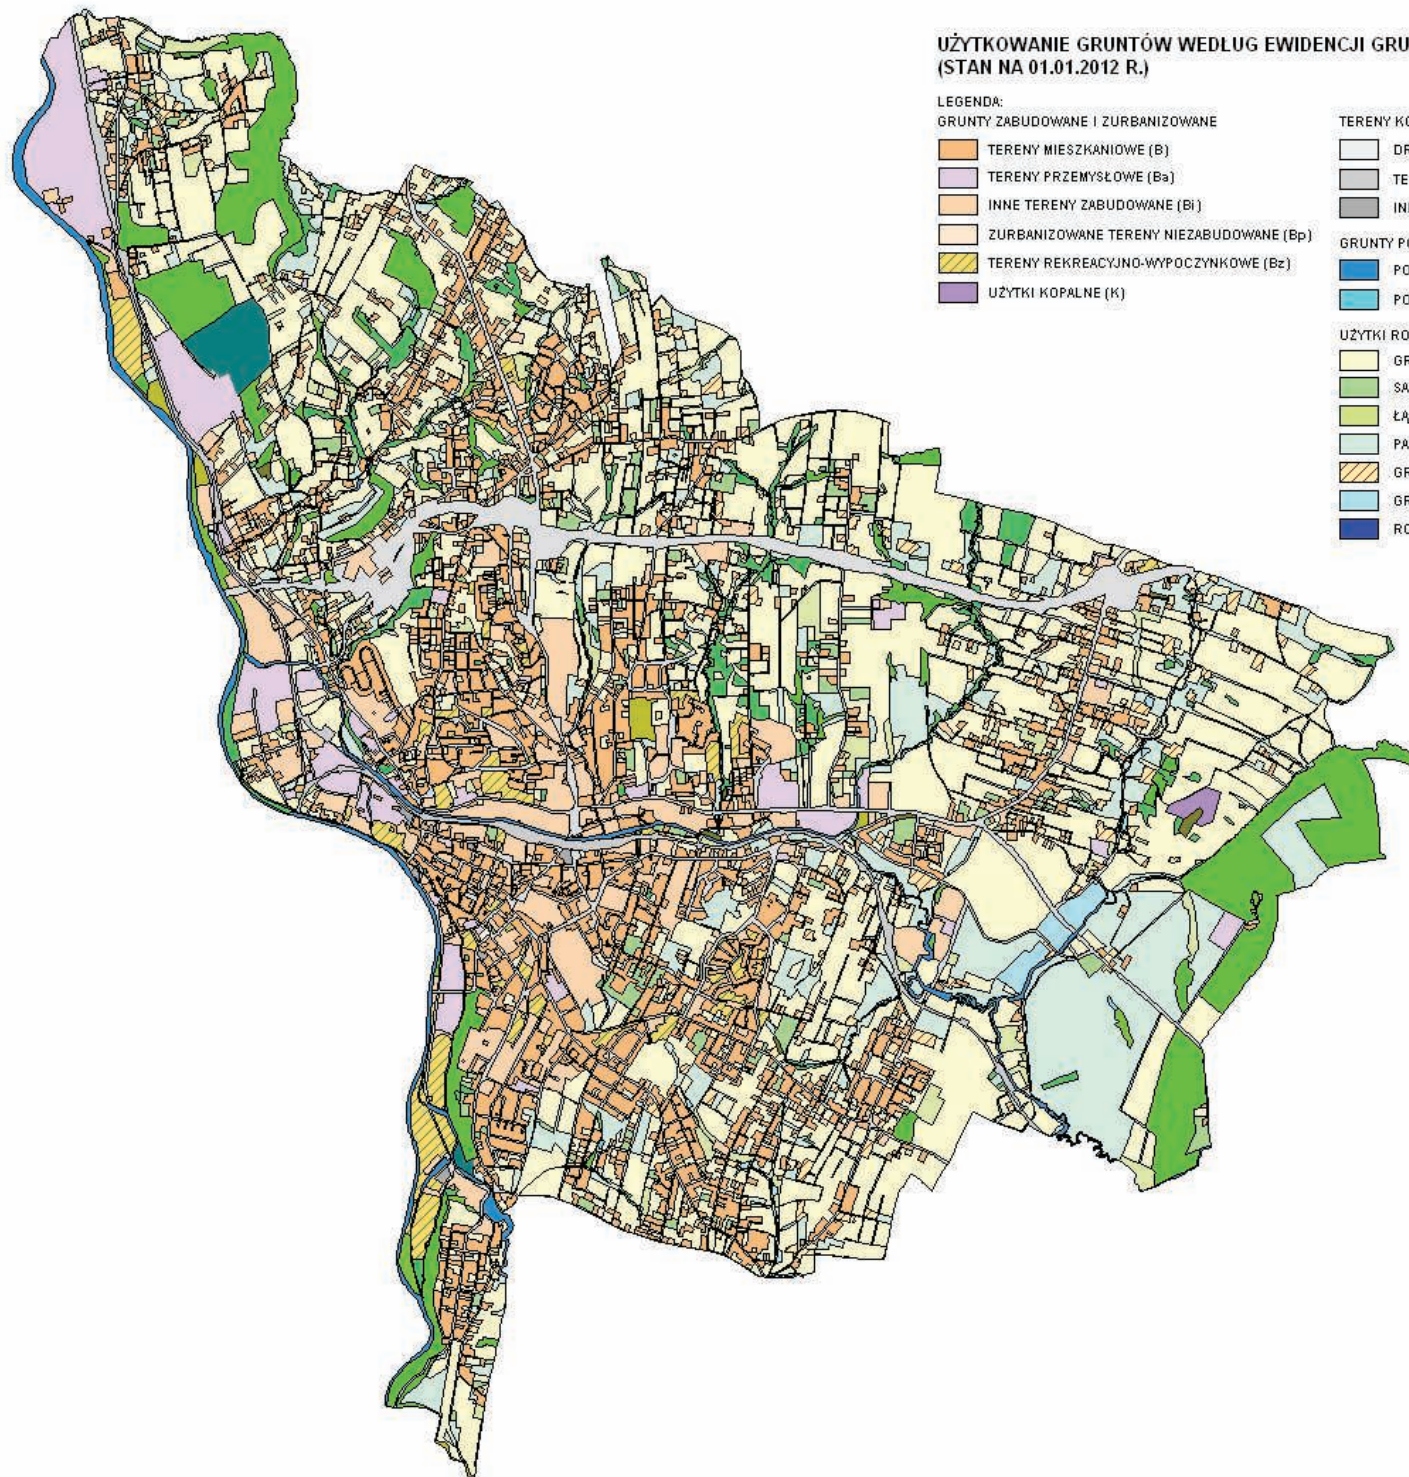 UŻYTKOWANIE GRUNTÓW WEDŁUG EWIDENCJI GRU
(STAN NA 01.01.2012 R.)
LEGENDA:
GRUNTY ZABUDOWANE I ZURBANIZOWANE
TERENY MIESZKANIOWE (B)
TERENY PRZEMYSŁOWE (Ba)
INNE TERENY ZABUDOWANE (Bi)
ZURBANIZOWANE TERENY NIEZABUDOWANE (Bp)
TERENY REKREACYJNO-WYPOCZYNKOWE (Bz)
UŻYTKI KOPALNE (K)
TERENY KO
DR
TE
IN
GRUNTY PO
PO
PO
UŻYTKI RO
GR
SA
ŁĄ
PA
GR
GR
RO